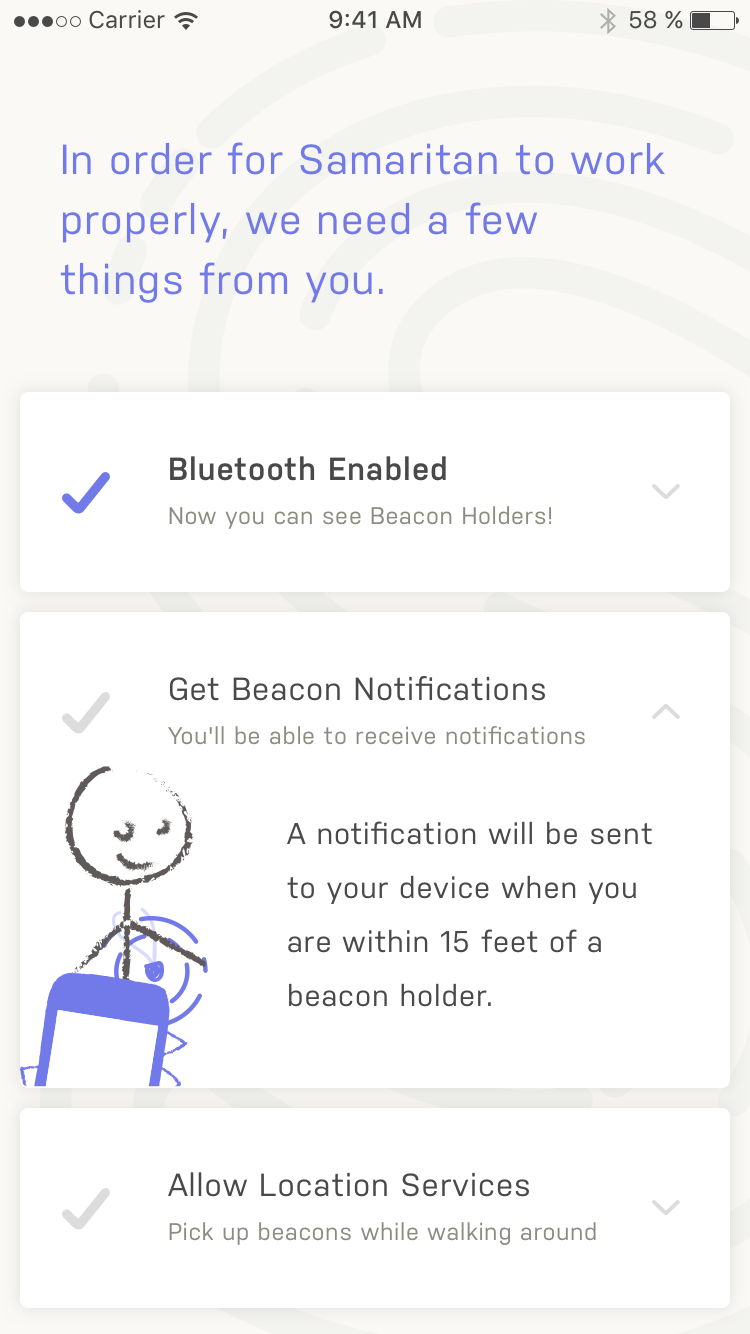 Carrier 9:41 AM 58 %
In order for Samaritan to work
properly, we need a few
things from you.
Bluetooth Enabled
Now you can see Beacon Holders!
Get Beacon Notifications
You'll be able to receive notifications
A notification will be sent
to your device when you
are within 15 feet of a
beacon holder.
Allow Location Services
Pick up beacons while walking around